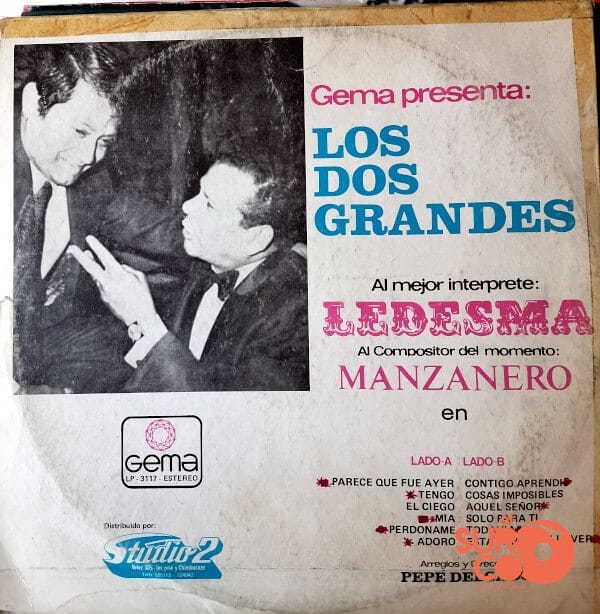 Gema presenta:
LOS
DOS
GRANDES
Al mejor interprete:
LEDESMA
Al Compositor del momento:
MANZANERO
en
LADO-A LADO-B
PARECE QUE FUE AYER CONTIGO APRENDI
TENGO COSAS IMPOSIBLES
EL CIEGO AQUEL SEÑOR
MIA SOLO PARA TI
PERDONAME
ADORO
Arreglos y
PEPE
GEMA
LP - 3117 - ESTEREO
Distribuido por:
Studio 2